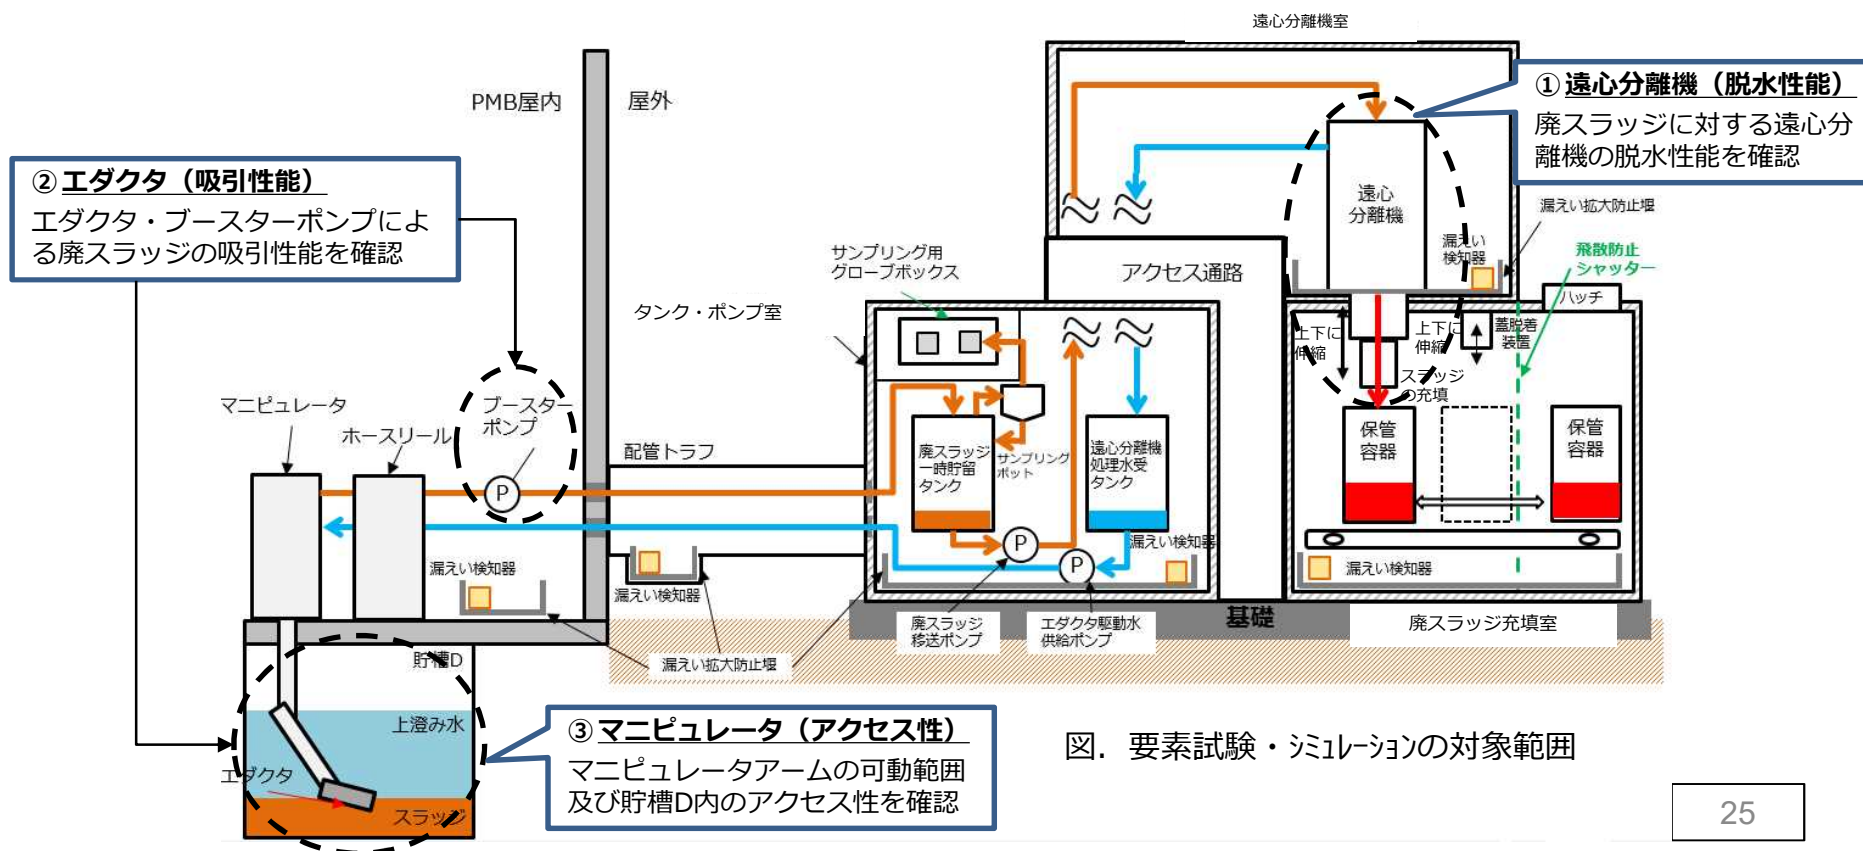 遠心分離機室
① 遠心分離機（脱水性能）
廃スラッジに対する遠心分
離機の脱水性能を確認
PMB屋内
屋外
② エダクタ（吸引性能）
エダクタ・ブースターポンプによ
る廃スラッジの吸引性能を確認
遠心
分離機
漏えい拡大防止堰
漏えい
検知器
飛散防止
シャッター
サンプリング用
グローブボックス
アクセス通路
ハッチ
タンク・ポンプ室
上下に
伸縮
上下に
伸縮
蓋脱着
装置
スラッジ
の充填
マニピュレータ
ブースター
ポンプ
ホースリール
配管トラフ
廃スラッジ
一時貯留
タンク
サンプリング
ポット
遠心分離機
処理水受
タンク
保管
容器
保管
容器
P
P
P
漏えい検知器
漏えい検知器
漏えい検知器
漏えい検知器
廃スラッジ
移送ポンプ
エダクタ駆動水
供給ポンプ
基礎
廃スラッジ充填室
漏えい拡大防止堰
貯槽D
上澄み水
エダクタ
スラッジ
③ マニピュレータ（アクセス性）
マニピュレータアームの可動範囲
及び貯槽D内のアクセス性を確認
図．要素試験・ｼﾐｭﾚｰｼｮﾝの対象範囲
25